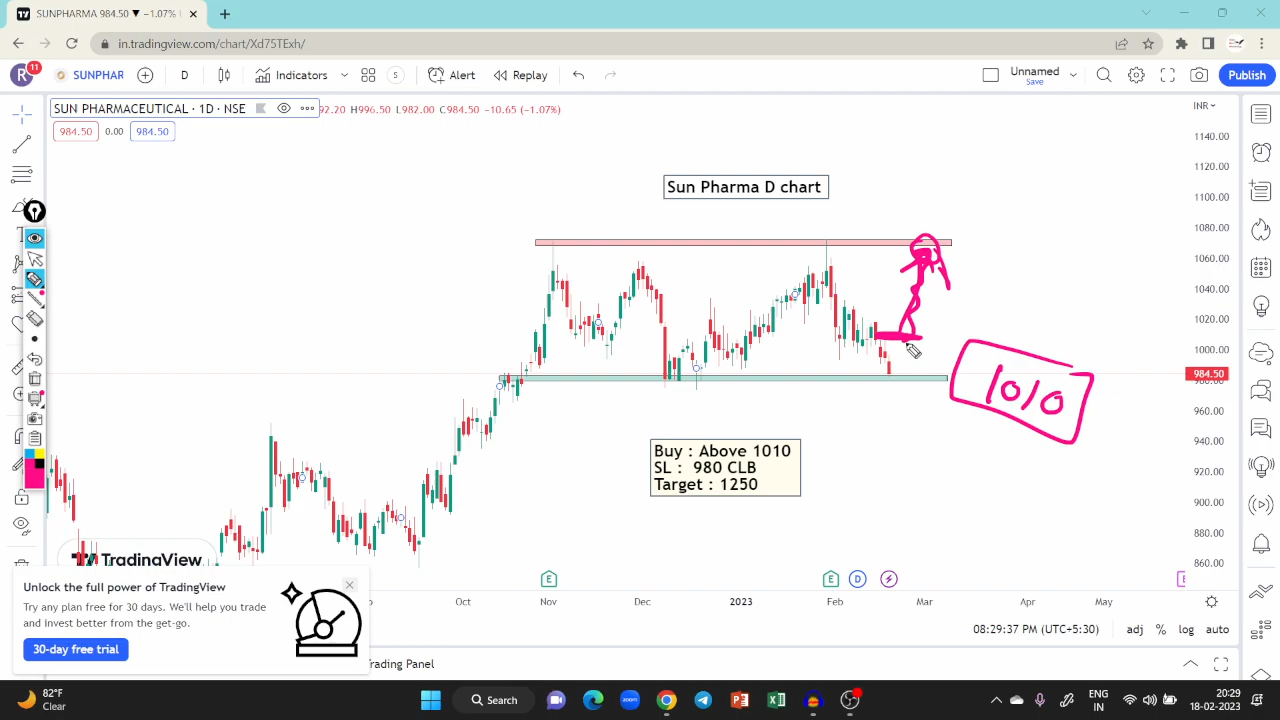 SUNPHARMA 984.50 ▼ −1.07%
in.tradingview.com/chart/Xd75TExh/
R 11 SUNPHAR D Indicators S Alert Replay Unnamed Save Publish
SUN PHARMACEUTICAL · 1D · NSE 92.20 H996.50 L982.00 C984.50 −10.65 (−1.07%) INR
984.50 0.00 984.50
1140.00
1120.00
Sun Pharma D chart
1100.00
1080.00
1060.00
1040.00
1020.00
1000.00
984.50
980.00
1010
960.00
Buy : Above 1010
SL : 980 CLB
Target : 1250
940.00
920.00
900.00
880.00
860.00
TradingView
E E D E
Unlock the full power of TradingView
Try any plan free for 30 days. We'll help you trade
and invest better from the get-go.
30-day free trial
Oct Nov Dec 2023 Feb Mar Apr May
08:29:37 PM (UTC+5:30) adj % log auto
Trading Panel
82°F
Clear
Search
zoom
ENG
IN
20:29
18-02-2023